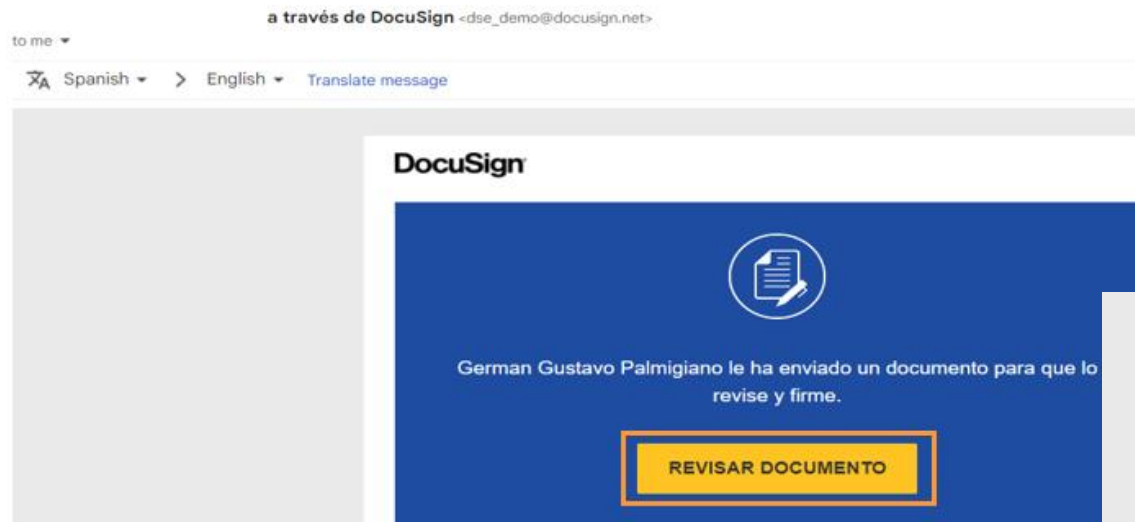 a través de DocuSign <dse_demo@docusign.net>
to me
Spanish > English Translate message
DocuSign
German Gustavo Palmigiano le ha enviado un documento para que lo
revise y firme.
REVISAR DOCUMENTO